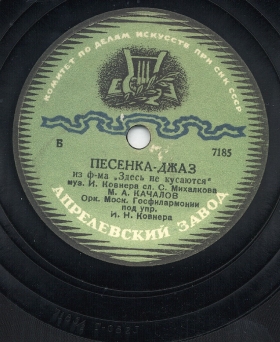 КОМИТЕТ ПО ДЕЛАМ ИСКУССТВ ПРИ СНК СССР
Б 7185
ПЕСЕНКА-ДЖАЗ
из ф-ма „Здесь не кусаются"
муз. И. Ковнера сл. С. Михалкова
М. А. КАЧАЛОВ
Орк. Моск. Госфилармонии
под упр.
И. Н. Ковнера
АПРЕЛЕВСКИЙ ЗАВОД